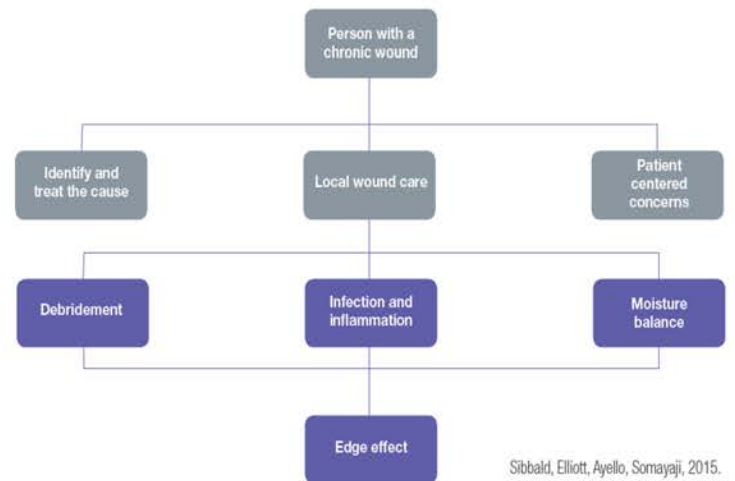 Person with a
chronic wound
Identify and
treat the cause
Local wound care
Patient
centered
concerns
Debridement
Infection and
inflammation
Moisture
balance
Edge effect
Sibbald, Elliott, Ayello, Somayaji, 2015.